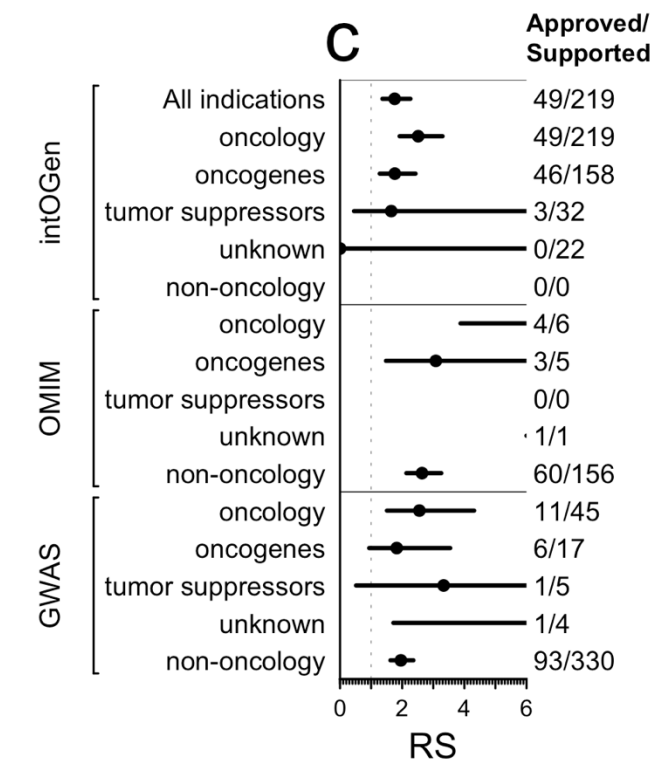 C
Approved/
Supported
intOGen
All indications 49/219
oncology 49/219
oncogenes 46/158
tumor suppressors 3/32
unknown 0/22
non-oncology 0/0
OMIM
oncology 4/6
oncogenes 3/5
tumor suppressors 0/0
unknown 1/1
non-oncology 60/156
GWAS
oncology 11/45
oncogenes 6/17
tumor suppressors 1/5
unknown 1/4
non-oncology 93/330
0 2 4 6
RS